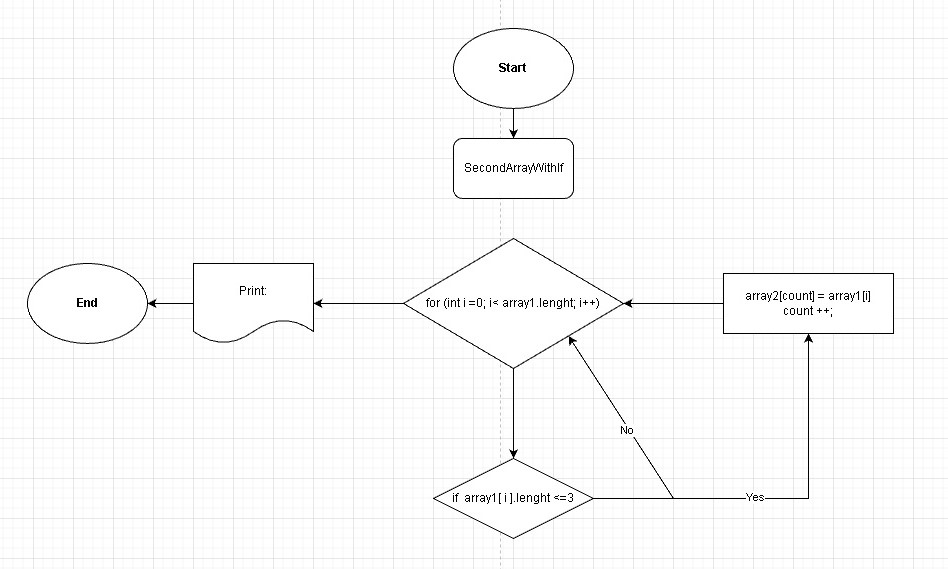 Start
SecondArrayWithIf
End
Print:
for (int i =0; i< array1.lenght; i++)
array2[count] = array1[i]
count ++;
No
if array1[ i ].lenght <=3
Yes